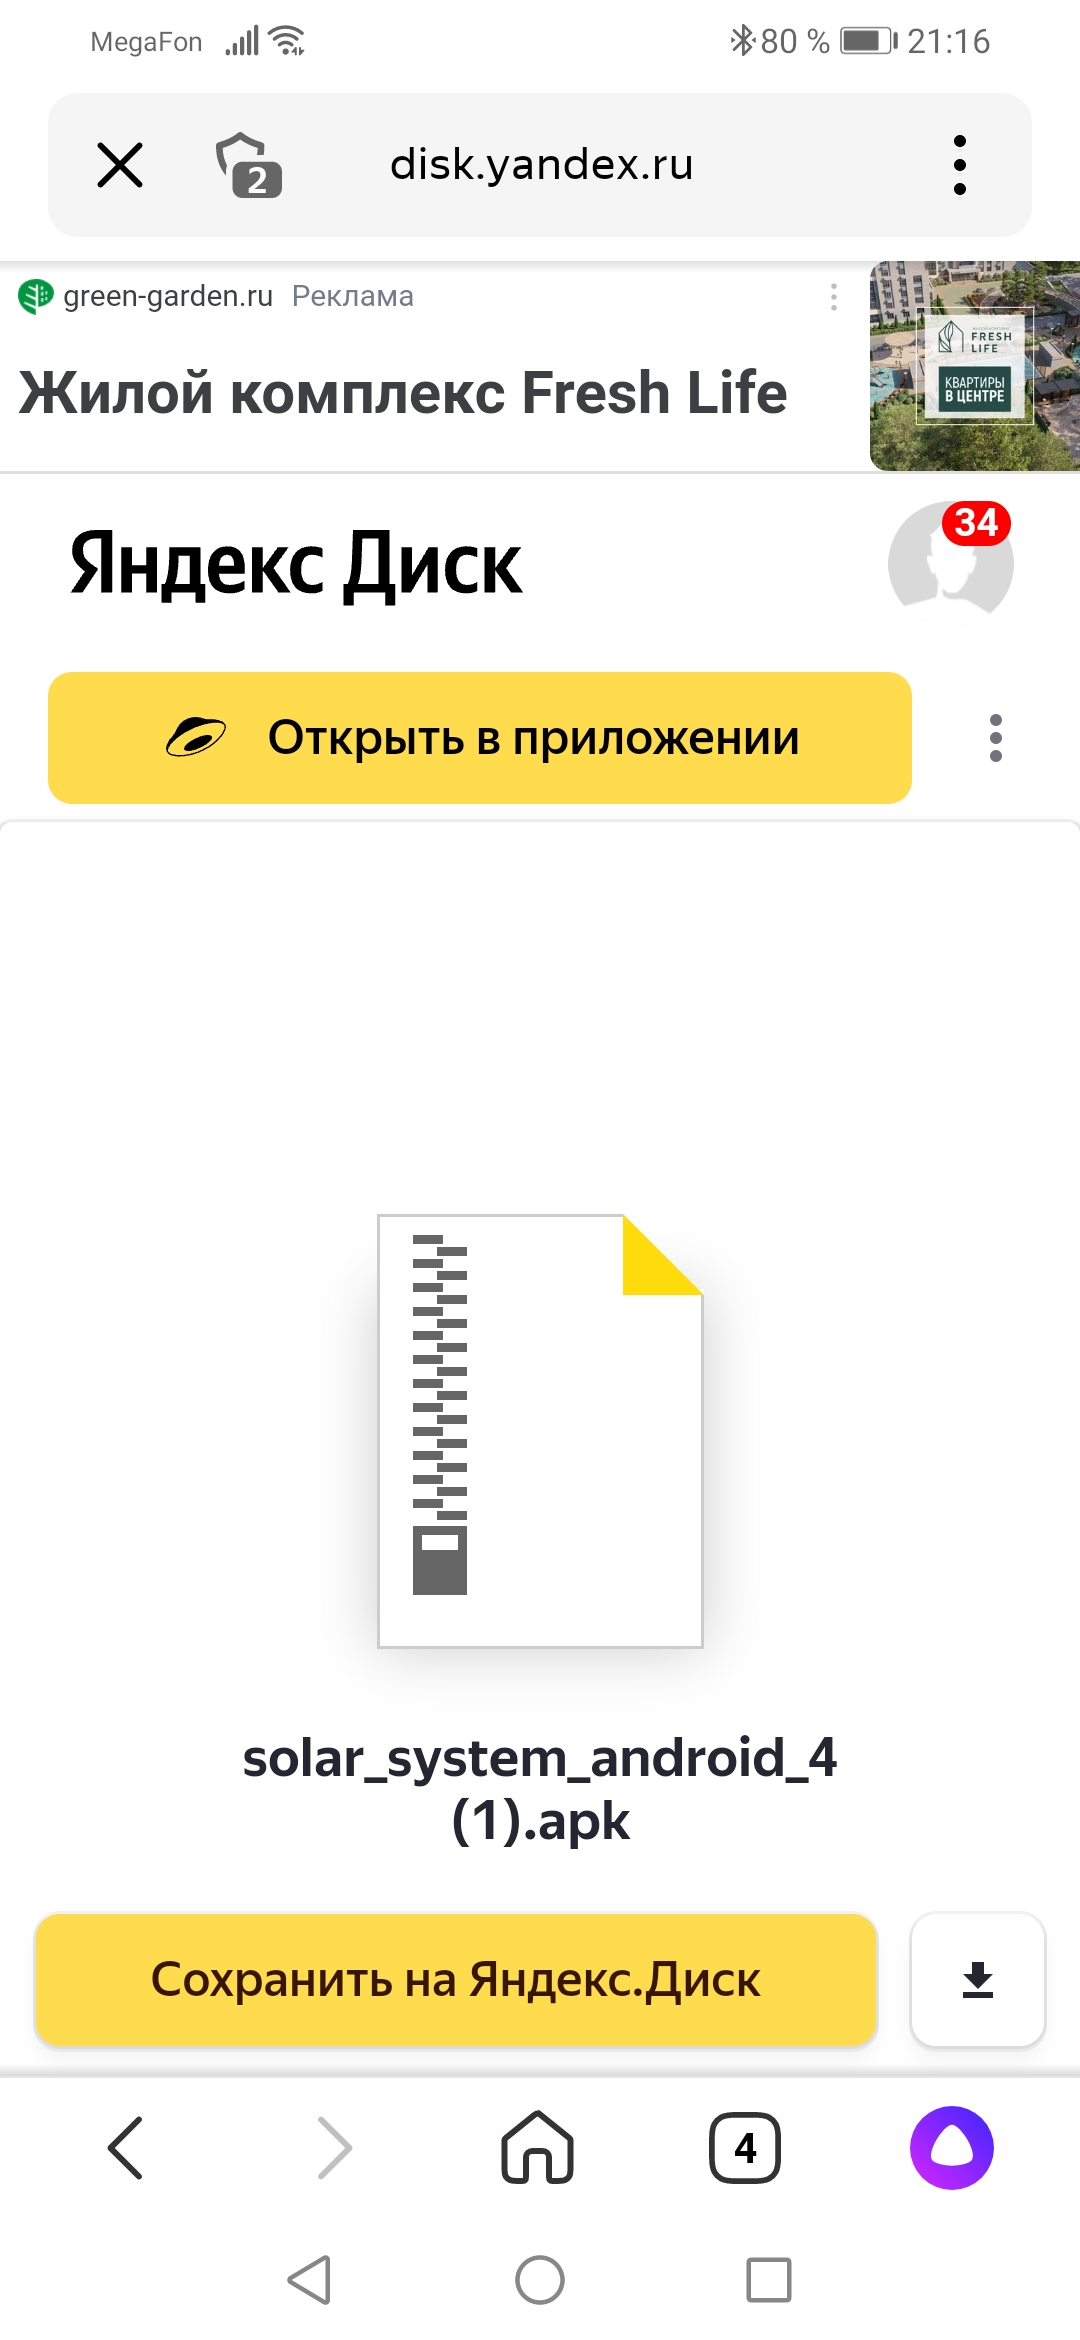 MegaFon 80 % 21:16
2 disk.yandex.ru
green-garden.ru Реклама
Жилой комплекс Fresh Life
FRESH
LIFE
КВАРТИРЫ
В ЦЕНТРЕ
Яндекс Диск
34
Открыть в приложении
solar_system_android_4
(1).apk
Сохранить на Яндекс.Диск
4